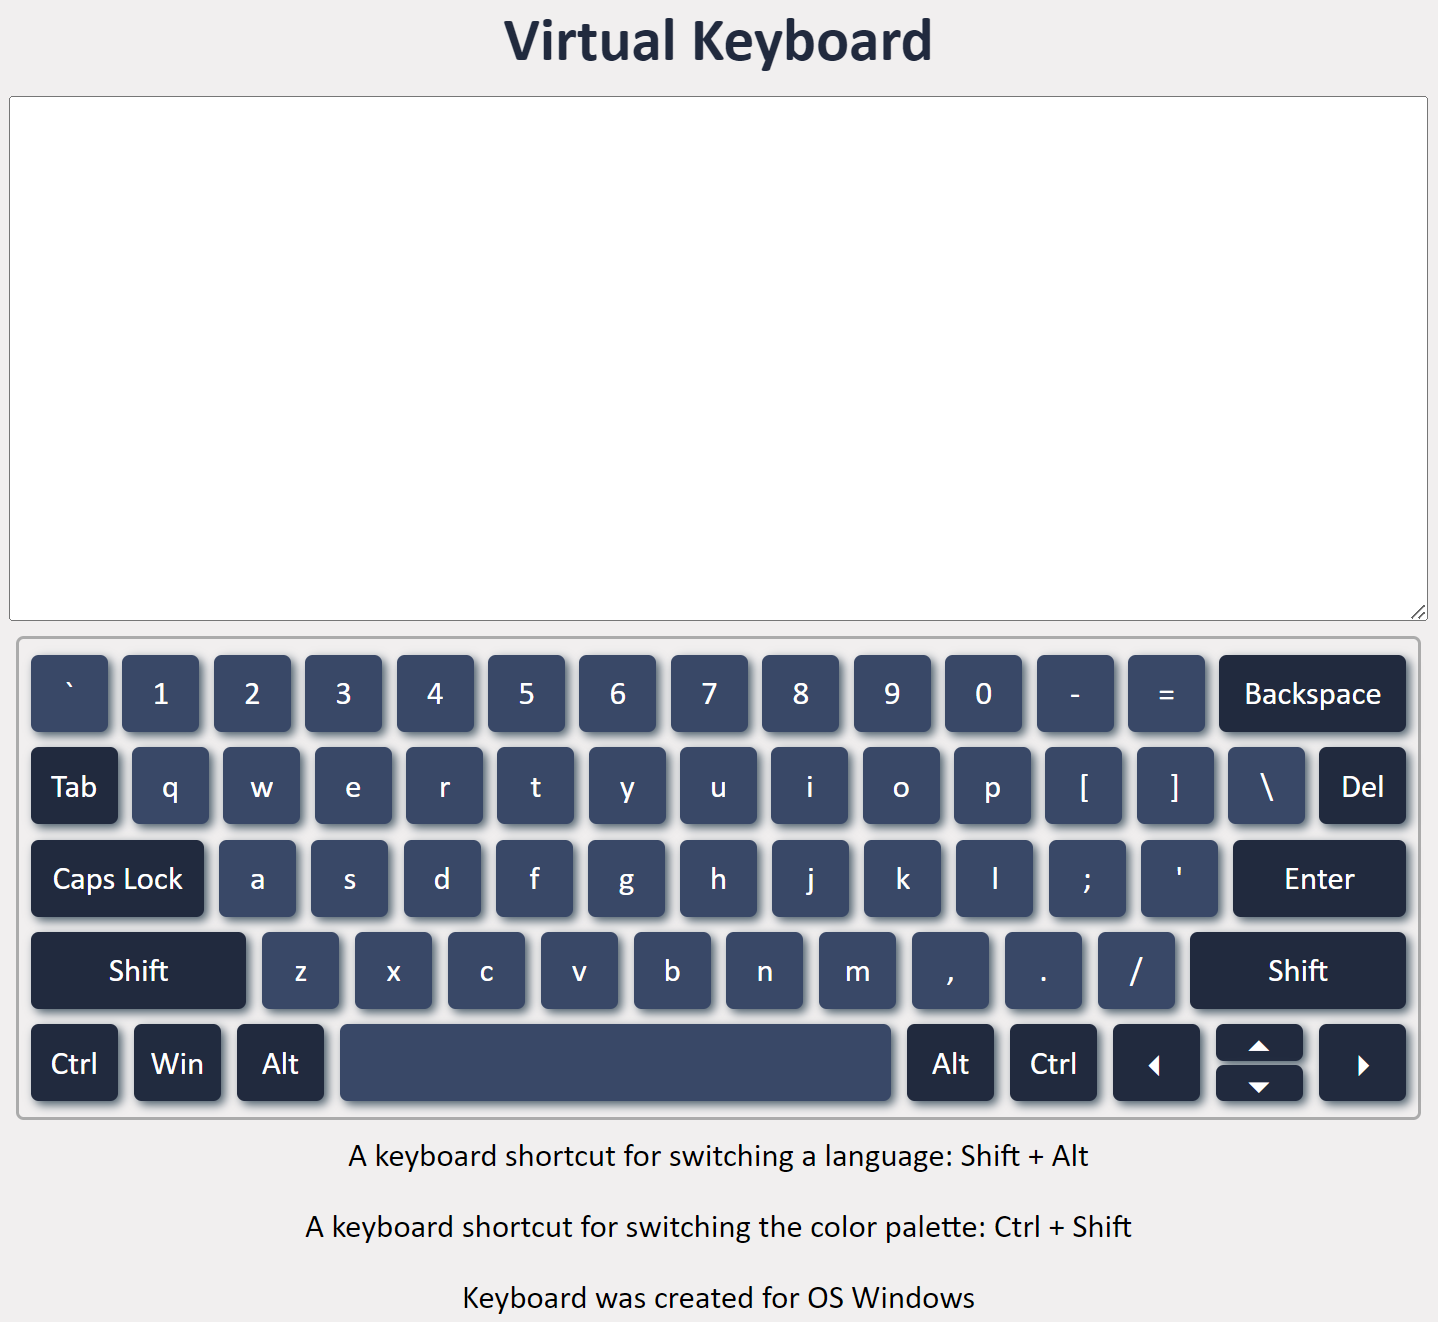 Virtual Keyboard
` 1 2 3 4 5 6 7 8 9 0 - = Backspace
Tab q w e r t y u i o p [ ] \ Del
Caps Lock a s d f g h j k l ; ' Enter
Shift z x c v b n m , . / Shift
Ctrl Win Alt Alt Ctrl
A keyboard shortcut for switching a language: Shift + Alt
A keyboard shortcut for switching the color palette: Ctrl + Shift
Keyboard was created for OS Windows